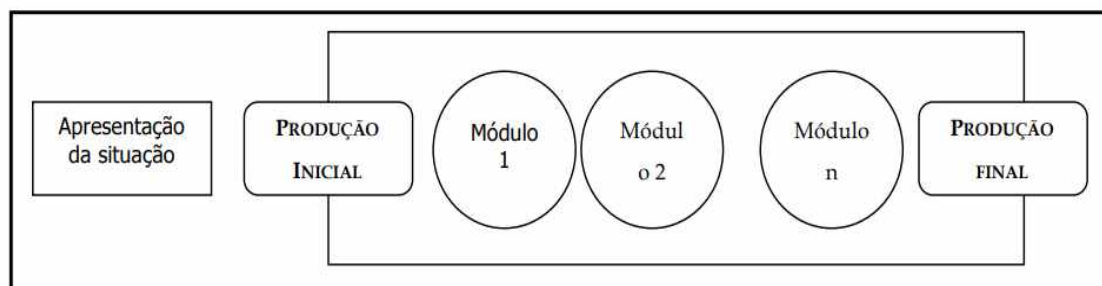 Apresentação
da situação
PRODUÇÃO
INICIAL
Módulo
1
Módul
o 2
Módulo
n
PRODUÇÃO
FINAL